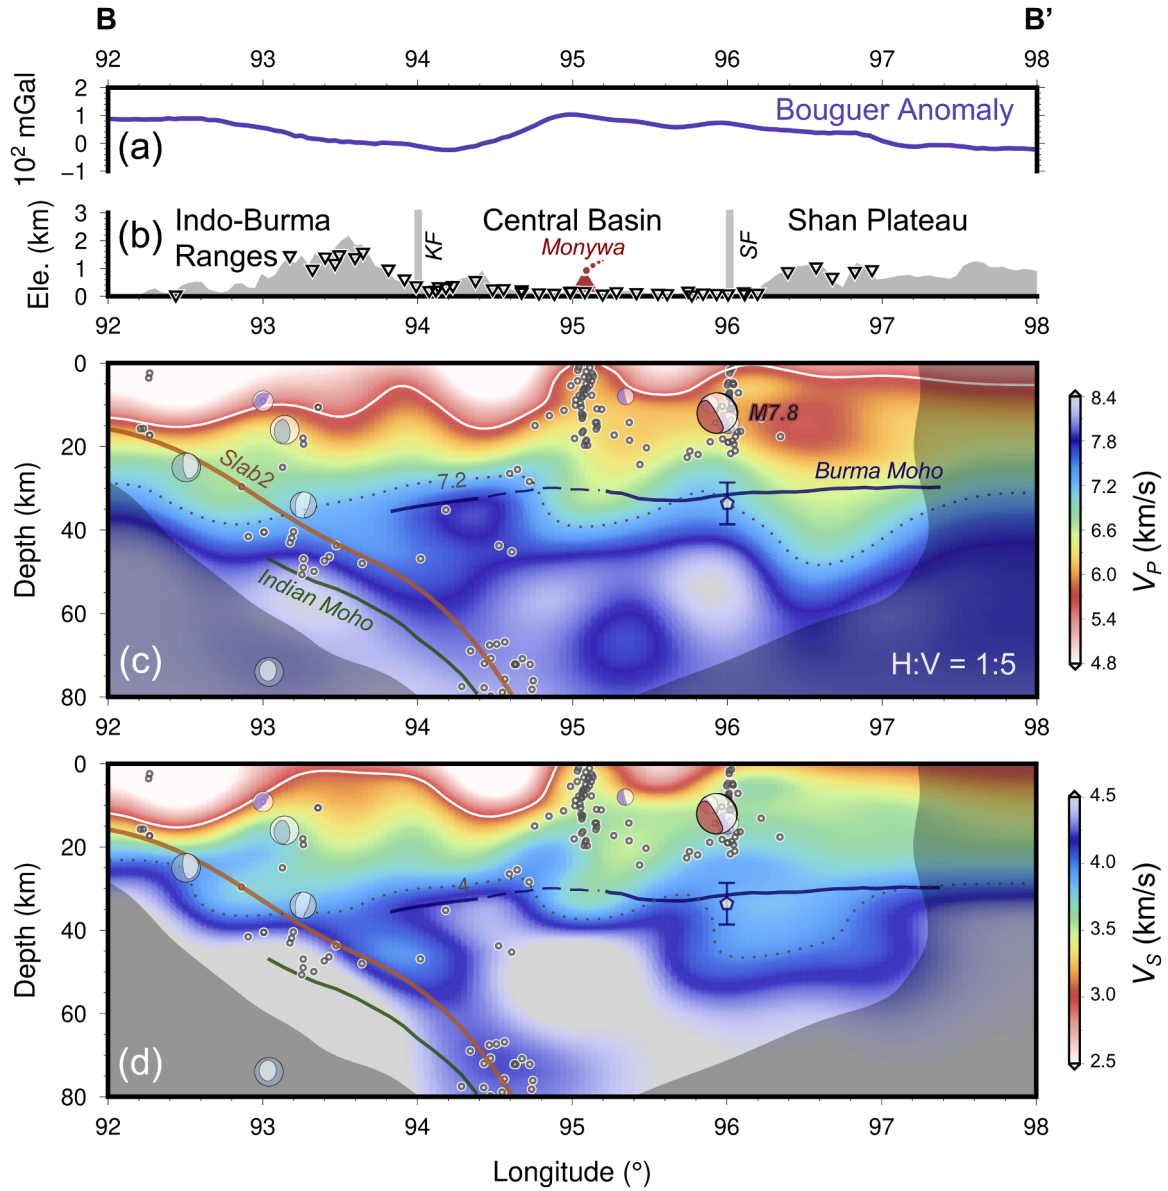 B B’
92 93 94 95 96 97 98
10² mGal
2
1
0
−1
(a)
Bouguer Anomaly
Ele. (km)
3
2
1
0
(b)
Indo-Burma
Ranges
KF
Central Basin
Monywa
SF
Shan Plateau
92 93 94 95 96 97 98
Depth (km)
0
20
40
60
80
Slab2
7.2
M7.8
Burma Moho
Indian Moho
(c)
H:V = 1:5
92 93 94 95 96 97 98
8.4
7.8
7.2
6.6
6.0
5.4
4.8
VP (km/s)
Depth (km)
0
20
40
60
80
4
(d)
92 93 94 95 96 97 98
Longitude (°)
4.5
4.0
3.5
3.0
2.5
VS (km/s)